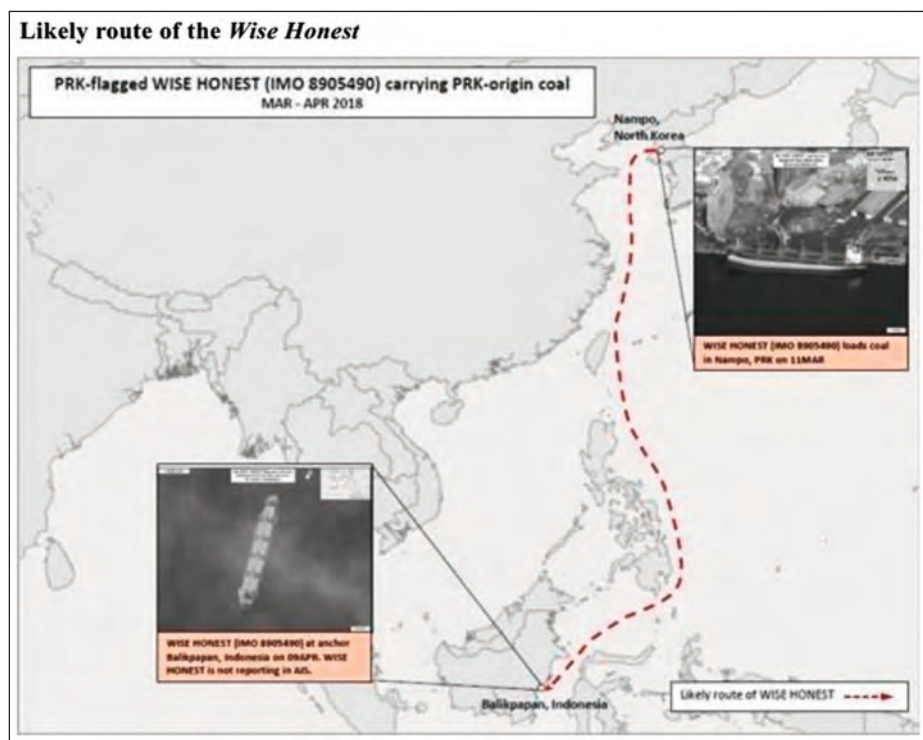 Likely route of the Wise Honest
PRK-flagged WISE HONEST (IMO 8905490) carrying PRK-origin coal
MAR - APR 2018
Nampo,
North Korea
WISE HONEST (IMO 8905490) loads coal
in Nampo, PRK on 11MAR
WISE HONEST (IMO 8905490) at anchor
Balikpapan, Indonesia on 09APR. WISE
HONEST is not reporting in AIS.
Balikpapan, Indonesia
Likely route of WISE HONEST